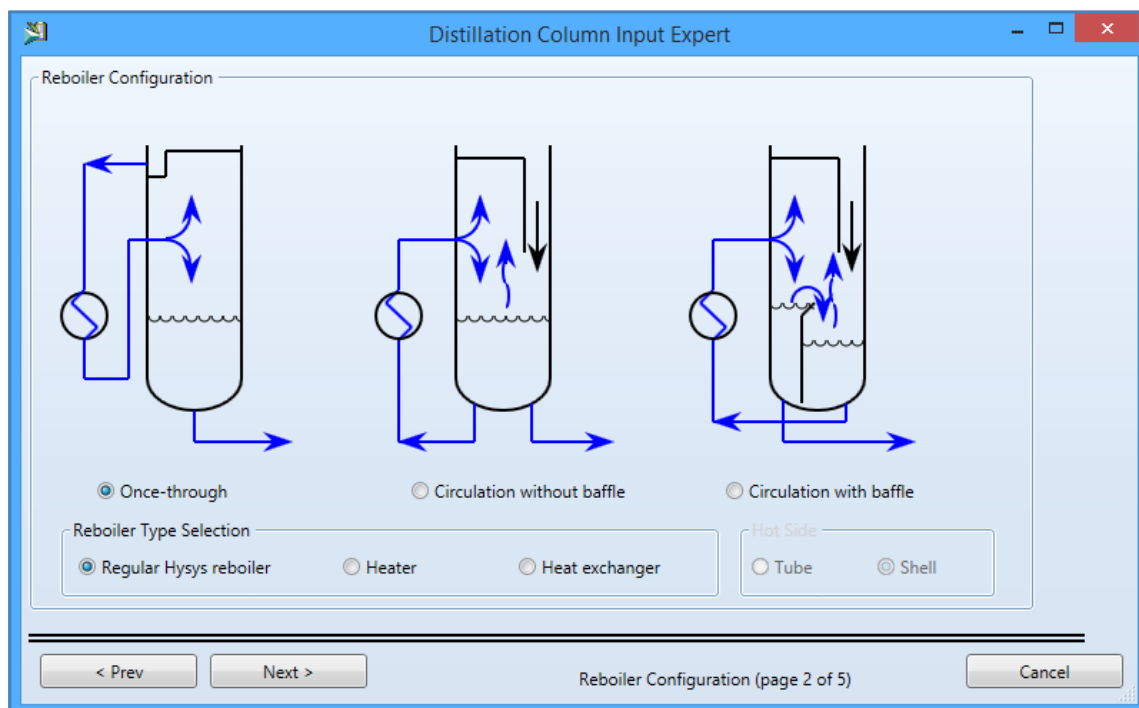 Distillation Column Input Expert
Reboiler Configuration
Once-through
Circulation without baffle
Circulation with baffle
Reboiler Type Selection
Hot Side
Regular Hysys reboiler
Heater
Heat exchanger
Tube
Shell
< Prev
Next >
Reboiler Configuration (page 2 of 5)
Cancel